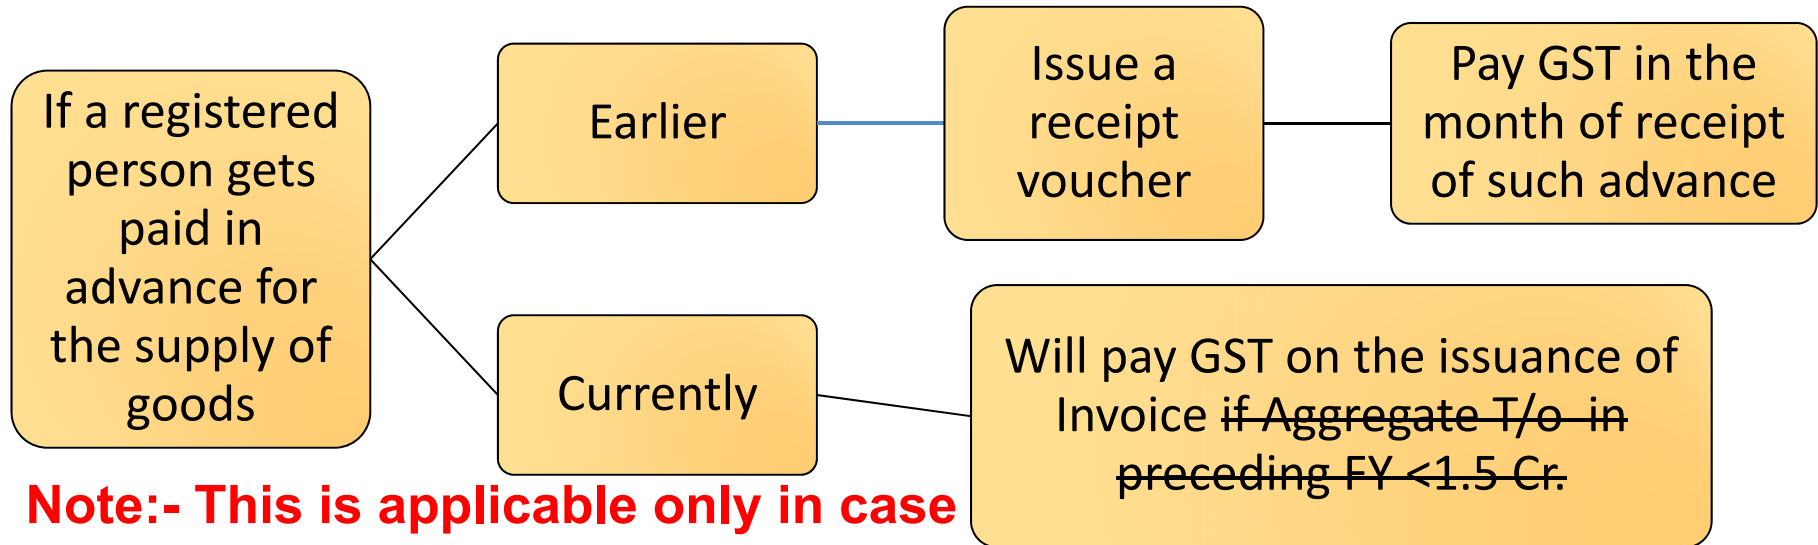 If a registered
person gets
paid in
advance for
the supply of
goods
Earlier
Issue a
receipt
voucher
Pay GST in the
month of receipt
of such advance
Currently
Will pay GST on the issuance of
Invoice if Aggregate T/o in
preceding FY <1.5 Cr.
Note:- This is applicable only in case